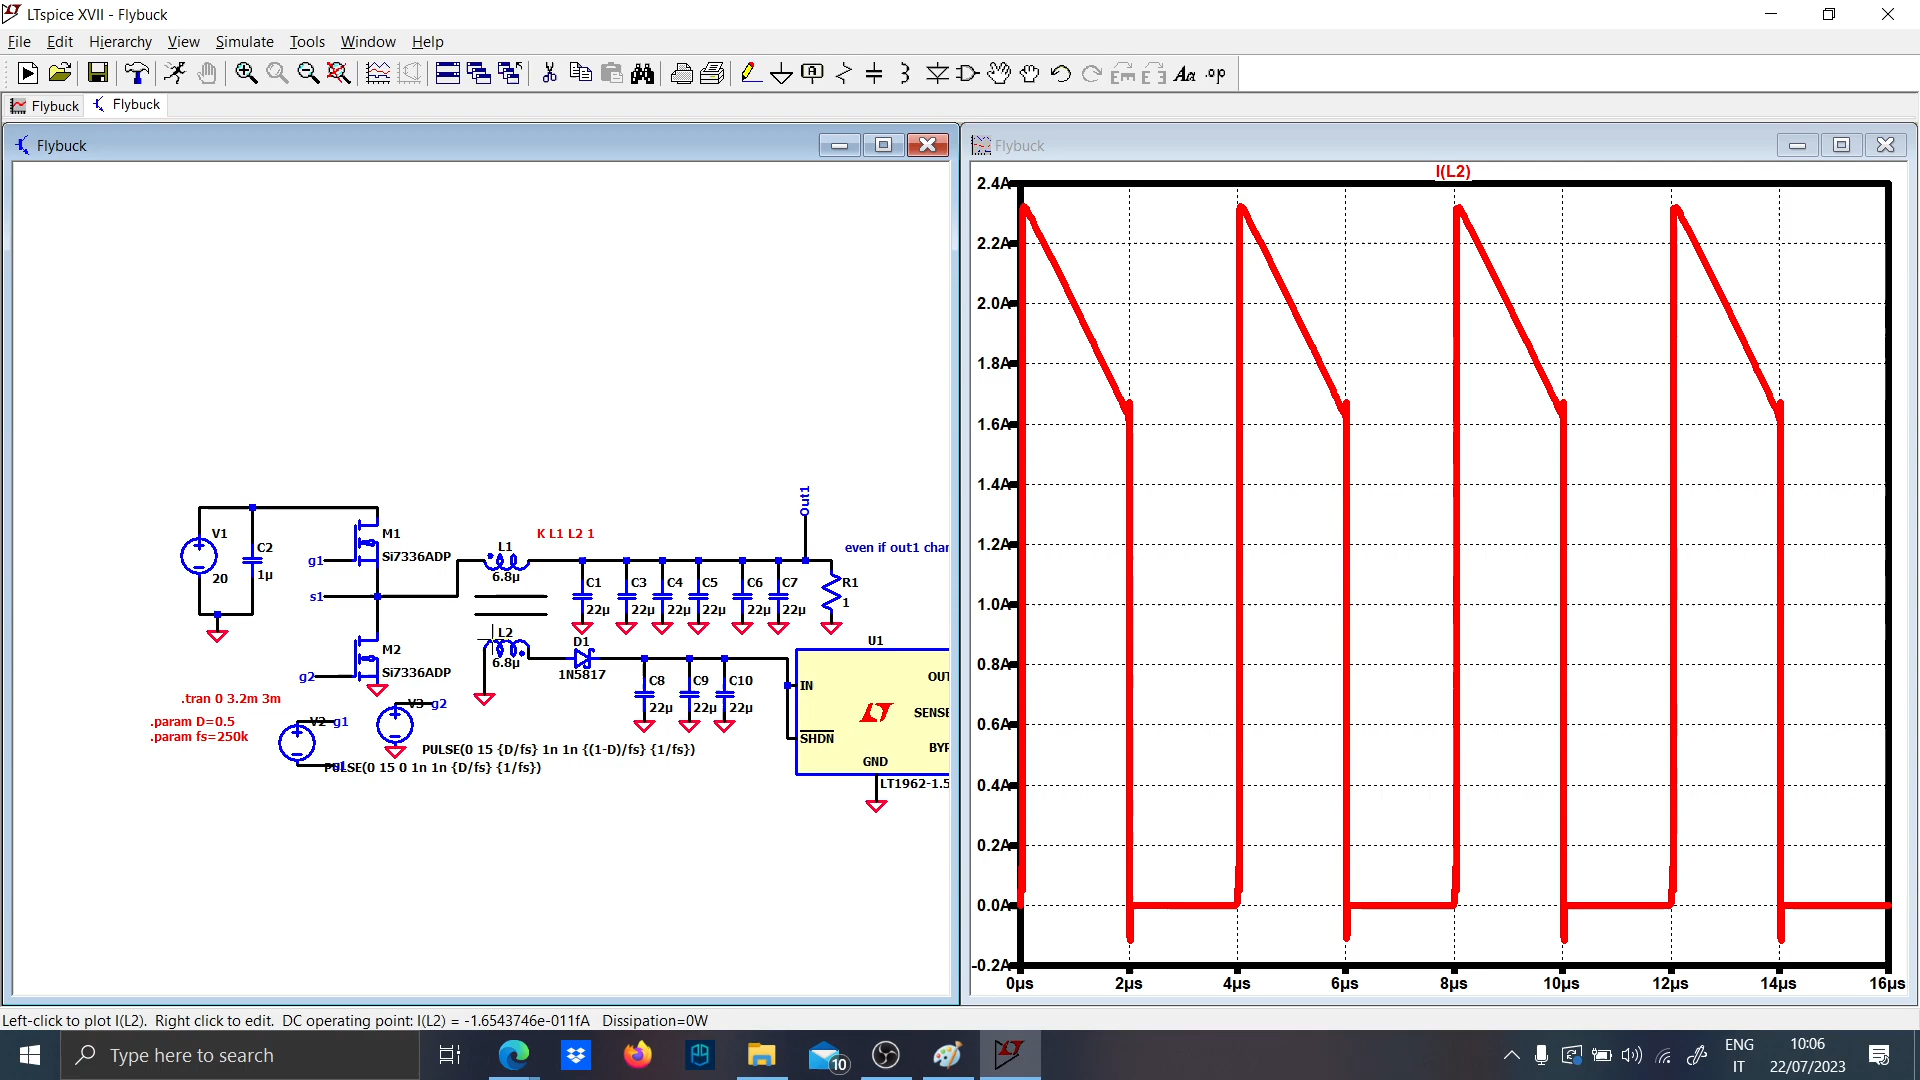 LTspice XVII - Flybuck
File Edit Hierarchy View Simulate Tools Window Help
Flybuck Flybuck
Flybuck
V1
20
C2
1µ
M1
Si7336ADP
g1
s1
M2
Si7336ADP
g2
K L1 L2 1
L1
6.8µ
L2
6.8µ
D1
1N5817
C1
22µ
C3
22µ
C4
22µ
C5
22µ
C6
22µ
C7
22µ
Out1
R1
1
even if out1 char
C8
22µ
C9
22µ
C10
22µ
U1
IN
SHDN
OUT
SENSE
BYP
GND
LT1962-1.5
.tran 0 3.2m 3m
.param D=0.5
.param fs=250k
V2 g1
V3 g2
PULSE(0 15 {D/fs} 1n 1n {(1-D)/fs} {1/fs})
PULSE(0 15 0 1n 1n {D/fs} {1/fs})
Flybuck
I(L2)
2.4A
2.2A
2.0A
1.8A
1.6A
1.4A
1.2A
1.0A
0.8A
0.6A
0.4A
0.2A
0.0A
-0.2A
0µs 2µs 4µs 6µs 8µs 10µs 12µs 14µs 16µs
Left-click to plot I(L2). Right click to edit. DC operating point: I(L2) = -1.6543746e-011fA Dissipation=0W
Type here to search
10
ENG
IT
10:06
22/07/2023